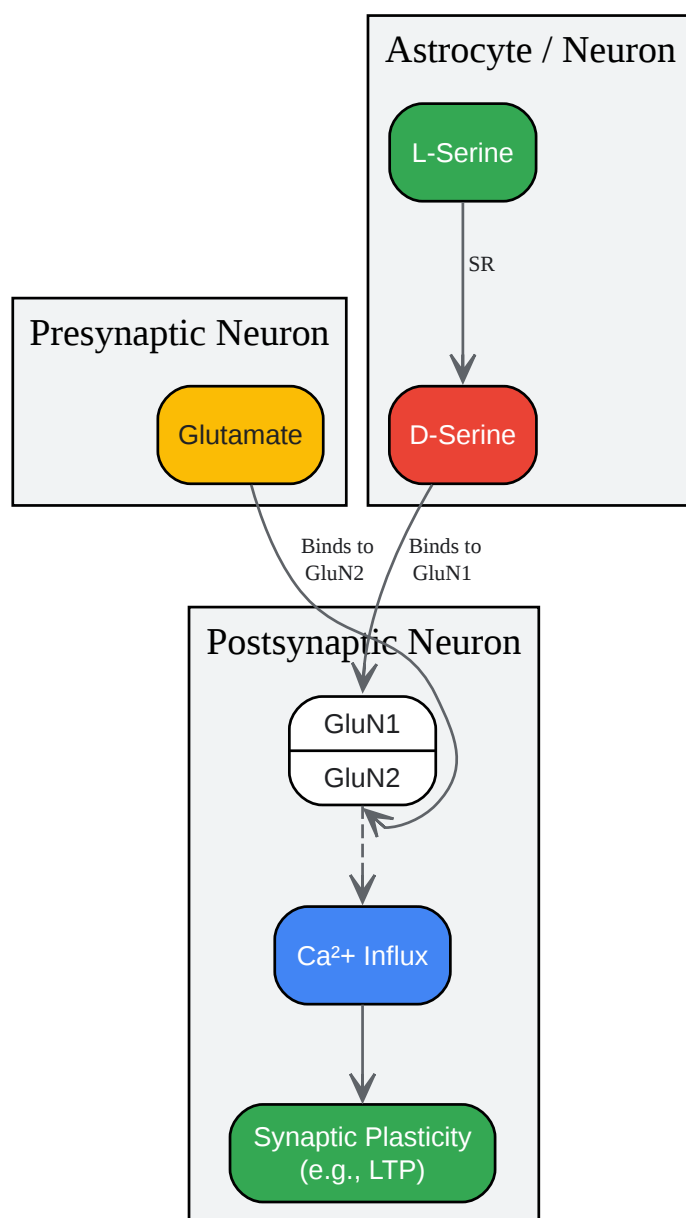 Astrocyte / Neuron
L-Serine
SR
Presynaptic Neuron
Glutamate
D-Serine
Binds to
GluN2
Binds to
GluN1
Postsynaptic Neuron
GluN1
GluN2
Ca²+ Influx
Synaptic Plasticity
(e.g., LTP)